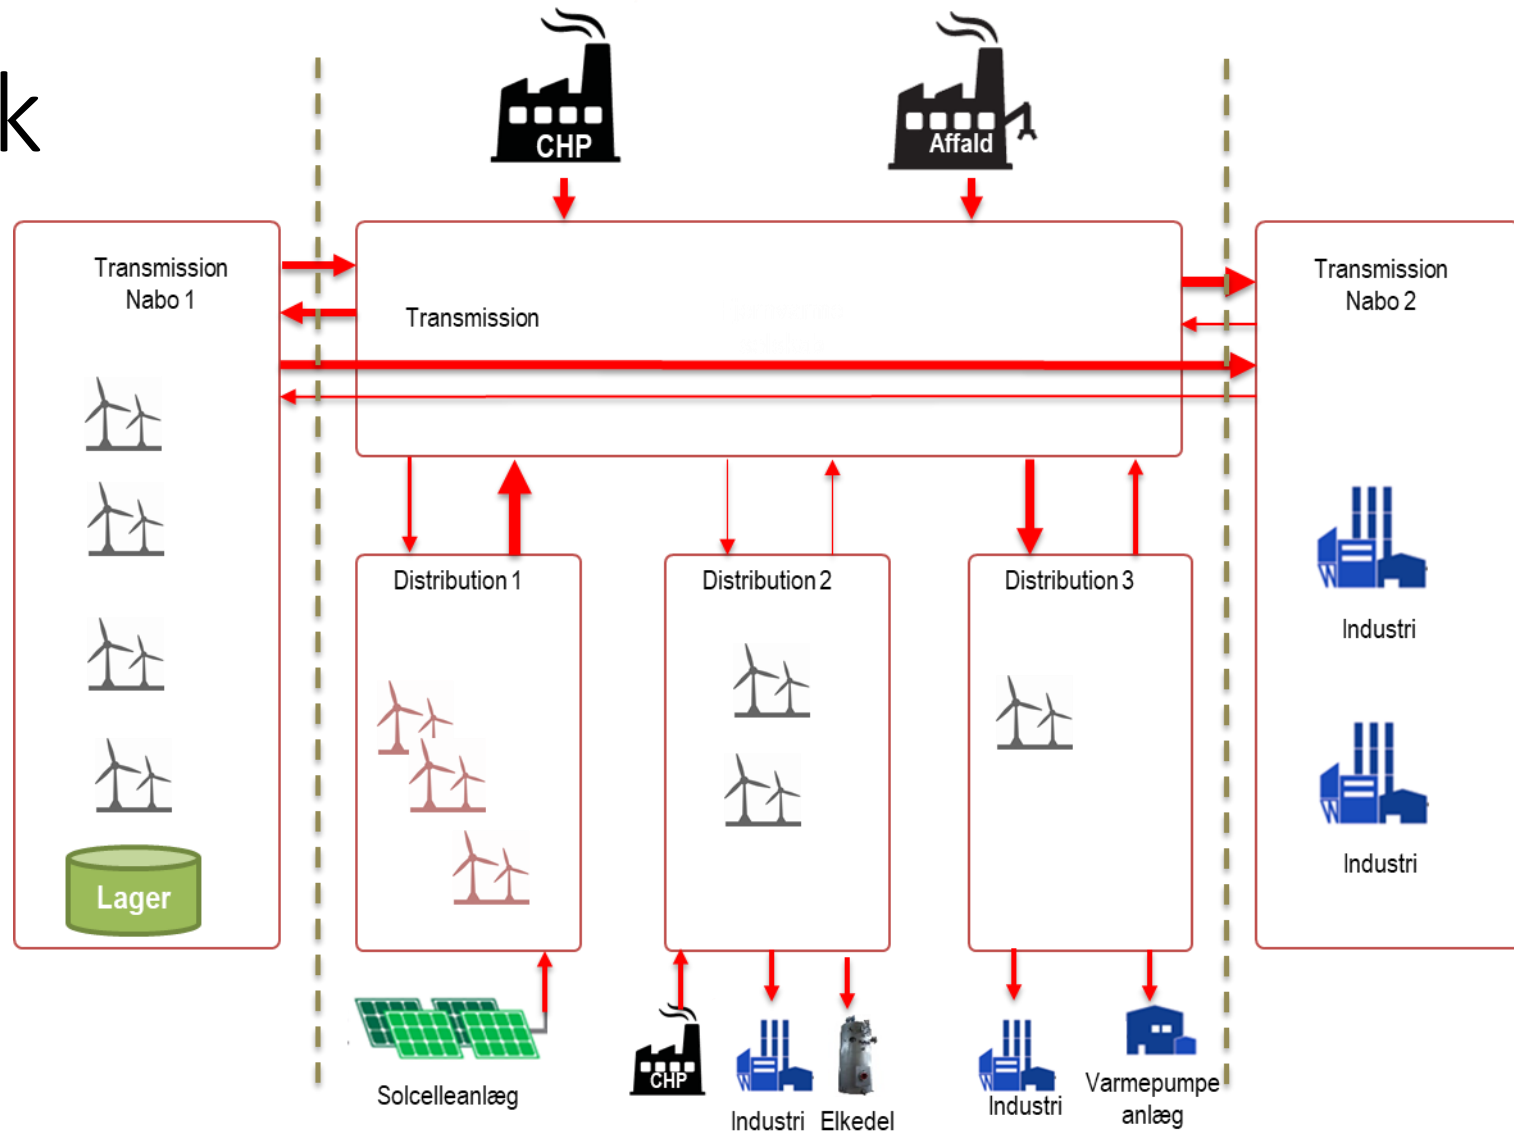 k
CHP
Affald
Transmission
Nabo 1
Transmission
Transmission
Nabo 2
Distribution 1
Distribution 2
Distribution 3
Industri
Industri
Lager
Solcelleanlæg
CHP
Industri
Elkedel
Industri
Varmepumpe
anlæg